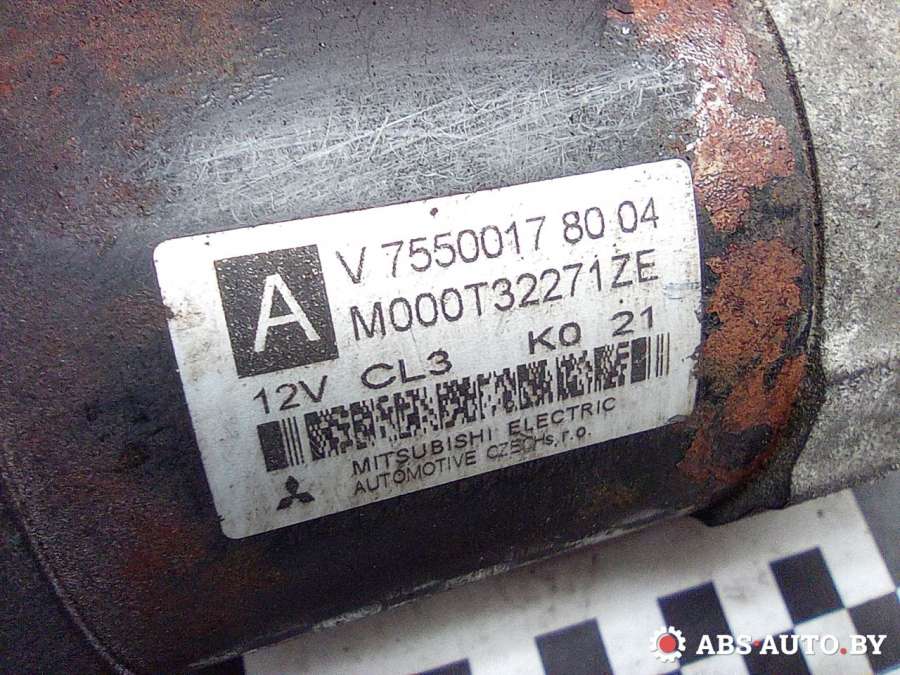 A
V 7550017 80 04
M000T32271ZE
12V CL3 K0 21
MITSUBISHI ELECTRIC
AUTOMOTIVE CZECH s.r.o.
ABS-AUTO.BY